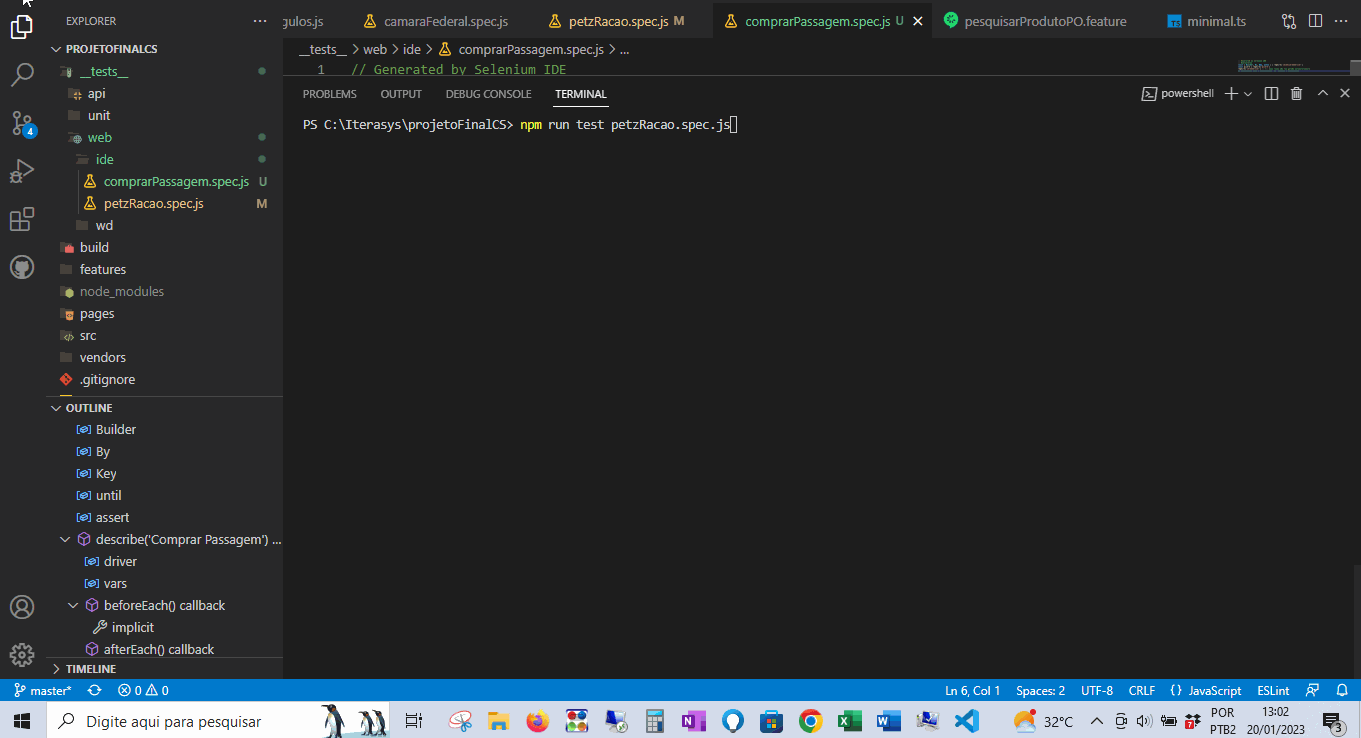 EXPLORER
gulos.js
camaraFederal.spec.js
petzRacao.spec.js M
comprarPassagem.spec.js U
pesquisarProdutoPO.feature
minimal.ts
PROJETOFINALCS
__tests__ > web > ide > comprarPassagem.spec.js > ...
__tests__
1 // Generated by Selenium IDE
api
PROBLEMS OUTPUT DEBUG CONSOLE TERMINAL
powershell
unit
PS C:\Iterasys\projetoFinalCS> npm run test petzRacao.spec.js
4
web
ide
comprarPassagem.spec.js U
petzRacao.spec.js M
wd
build
features
node_modules
pages
src
vendors
.gitignore
OUTLINE
Builder
By
Key
until
assert
describe('Comprar Passagem') ...
driver
vars
beforeEach() callback
implicit
afterEach() callback
TIMELINE
master* 0 0
Ln 6, Col 1 Spaces: 2 UTF-8 CRLF {} JavaScript ESLint
Digite aqui para pesquisar
32°C
POR
PTB2
13:02
20/01/2023
3